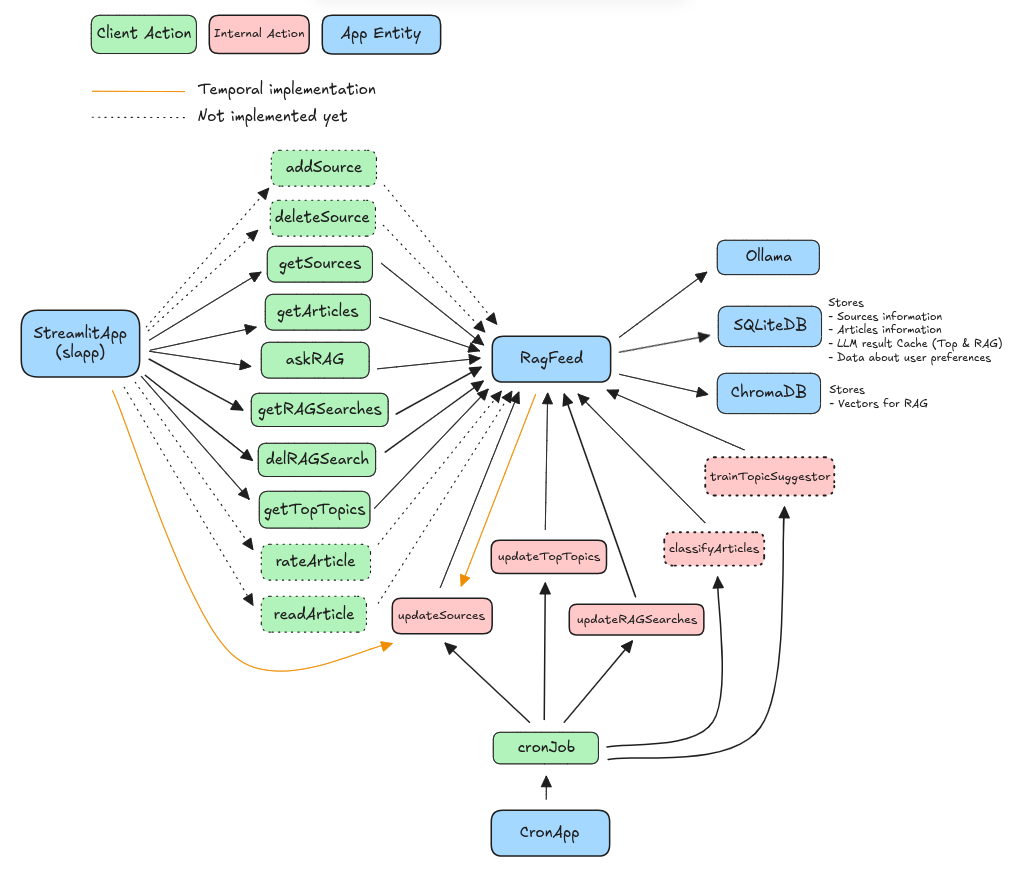 Client Action
Internal Action
App Entity
Temporal implementation
Not implemented yet
addSource
deleteSource
getSources
getArticles
askRAG
getRAGSearches
delRAGSearch
getTopTopics
rateArticle
readArticle
StreamlitApp
(slapp)
RagFeed
Ollama
SQLiteDB
Stores
- Sources information
- Articles information
- LLM result Cache (Top & RAG)
- Data about user preferences
ChromaDB
Stores
- Vectors for RAG
trainTopicSuggestor
classifyArticles
updateTopTopics
updateSources
updateRAGSearches
cronJob
CronApp